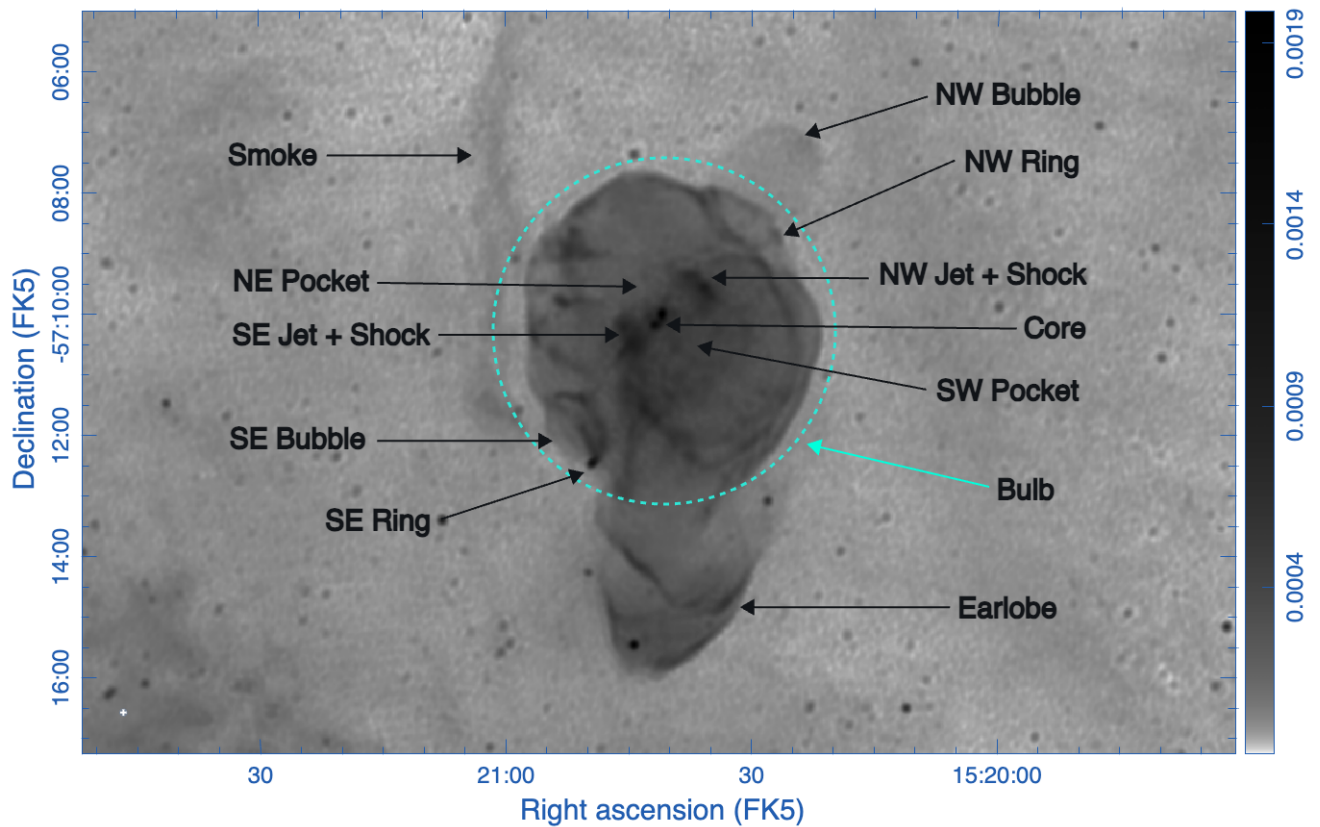 NW Bubble
Smoke
NW Ring
NE Pocket
NW Jet + Shock
SE Jet + Shock
Core
SW Pocket
SE Bubble
Bulb
SE Ring
Earlobe
Declination (FK5)
06:00
08:00
-57:10:00
12:00
14:00
16:00
30
21:00
30
15:20:00
Right ascension (FK5)
0.0019
0.0014
0.0009
0.0004